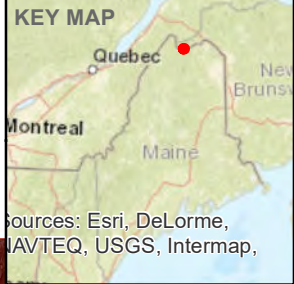 KEY MAP
Quebec
New
Brunsw
Montreal
Maine
Sources: Esri, DeLorme,
NAVTEQ, USGS, Intermap,